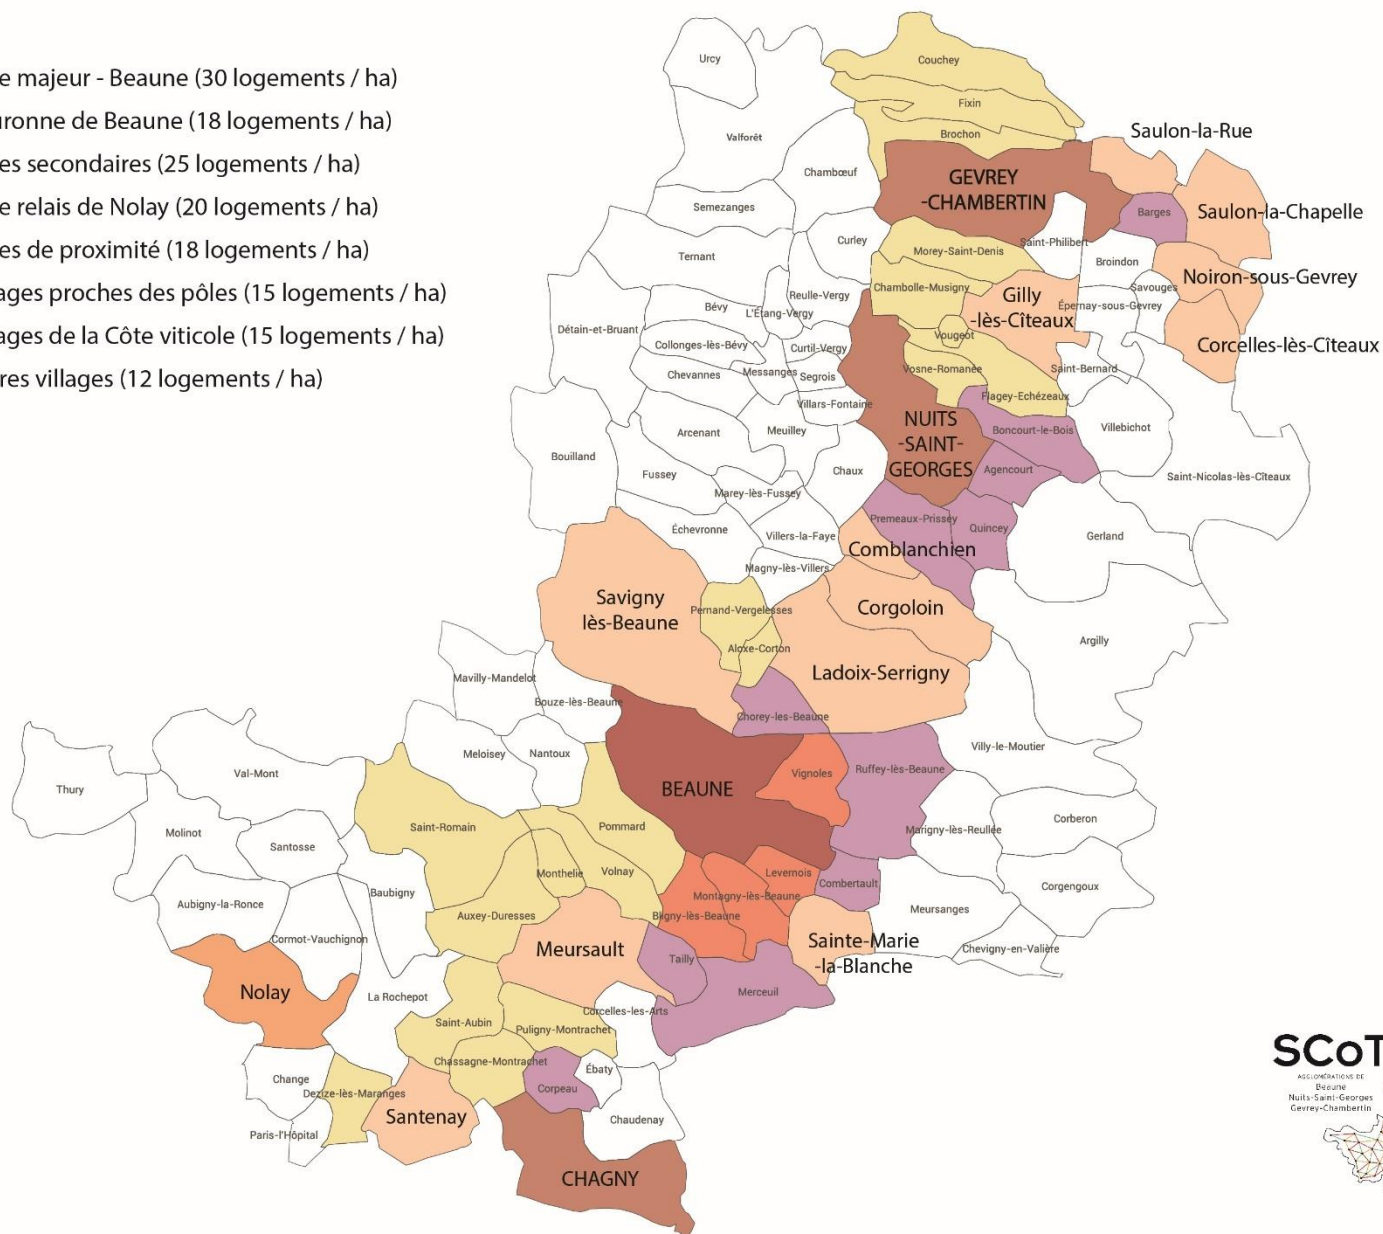 e majeur - Beaune (30 logements / ha)
uronne de Beaune (18 logements / ha)
es secondaires (25 logements / ha)
e relais de Nolay (20 logements / ha)
es de proximité (18 logements / ha)
ages proches des pôles (15 logements / ha)
ages de la Côte viticole (15 logements / ha)
res villages (12 logements / ha)
Urcy
Couchey
Fixin
Brochon
Valforêt
Saulon-la-Rue
Chambœuf
GEVREY
-CHAMBERTIN
Semezanges
Barges
Saulon-la-Chapelle
Curley
Saint-Philibert
Ternant
Morey-Saint-Denis
Broindon
Noiron-sous-Gevrey
Chambolle-Musigny
Savouges
Reulle-Vergy
Gilly
-lès-Cîteaux
Épernay-sous-Gevrey
Bévy
L'Étang-Vergy
Détain-et-Bruant
Vougeot
Corcelles-lès-Cîteaux
Collonges-lès-Bévy
Curtil-Vergy
Vosne-Romanée
Saint-Bernard
Chevannes
Messanges
Segrois
Flagey-Echézeaux
Villars-Fontaine
NUITS
-SAINT-
GEORGES
Boncourt-le-Bois
Villebichot
Arcenant
Meuilley
Bouilland
Fussey
Chaux
Agencourt
Saint-Nicolas-lès-Cîteaux
Marey-lès-Fussey
Premeaux-Prissey
Quincey
Échevronne
Villers-la-Faye
Gerland
Comblanchien
Magny-lès-Villers
Savigny
lès-Beaune
Pernand-Vergelesses
Corgoloin
Argilly
Aloxe-Corton
Ladoix-Serrigny
Mavilly-Mandelot
Bouze-lès-Beaune
Chorey-les-Beaune
Meloisey
Nantoux
Villy-le-Moutier
Val-Mont
Vignoles
Ruffey-lès-Beaune
Thury
BEAUNE
Saint-Romain
Pommard
Molinot
Marigny-lès-Reullée
Corberon
Santosse
Monthelie
Volnay
Levernois
Combertault
Corgengoux
Baubigny
Montagny-lès-Beaune
Aubigny-la-Ronce
Auxey-Duresses
Bligny-lès-Beaune
Meursanges
Cormot-Vauchignon
Meursault
Sainte-Marie
-la-Blanche
Chevigny-en-Valière
Tailly
Nolay
La Rochepot
Merceuil
Corcelles-les-Arts
Saint-Aubin
Puligny-Montrachet
Chassagne-Montrachet
Ébaty
Change
Corpeau
Dezize-lès-Maranges
Santenay
Chaudenay
Paris-l'Hôpital
CHAGNY
SCoT
AGGLOMÉRATIONS DE
Beaune
Nuits-Saint-Georges
Gevrey-Chambertin